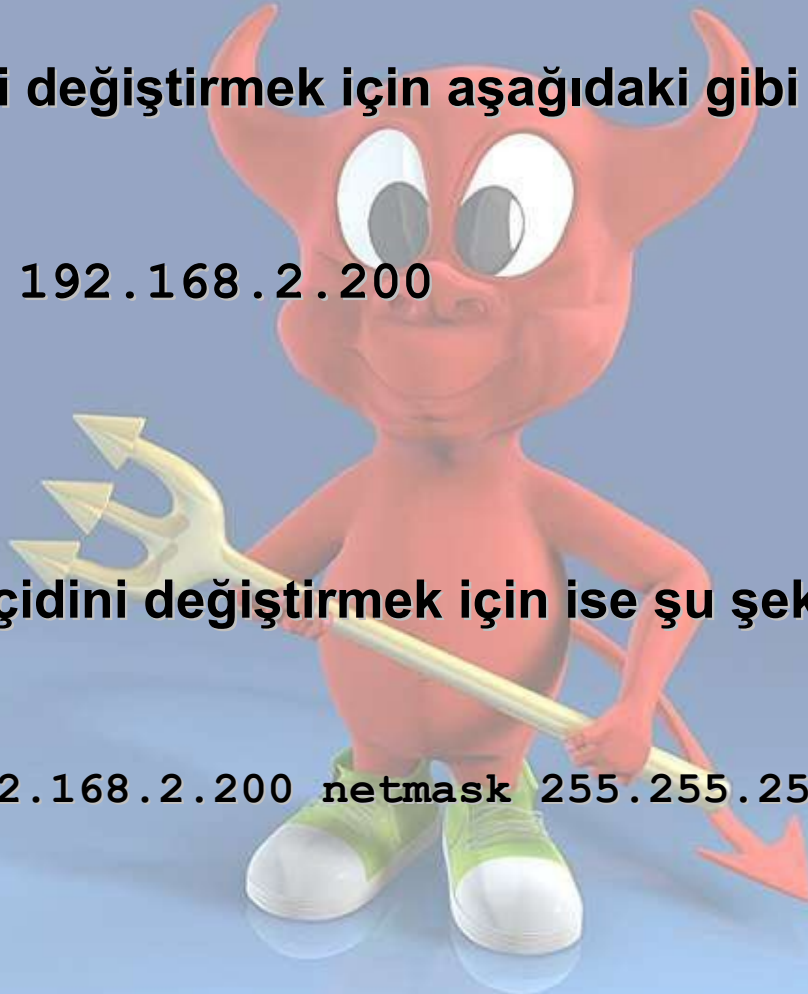 i değiştirmek için aşağıdaki gibi
192.168.2.200
çidini değiştirmek için ise şu şek
2.168.2.200 netmask 255.255.25